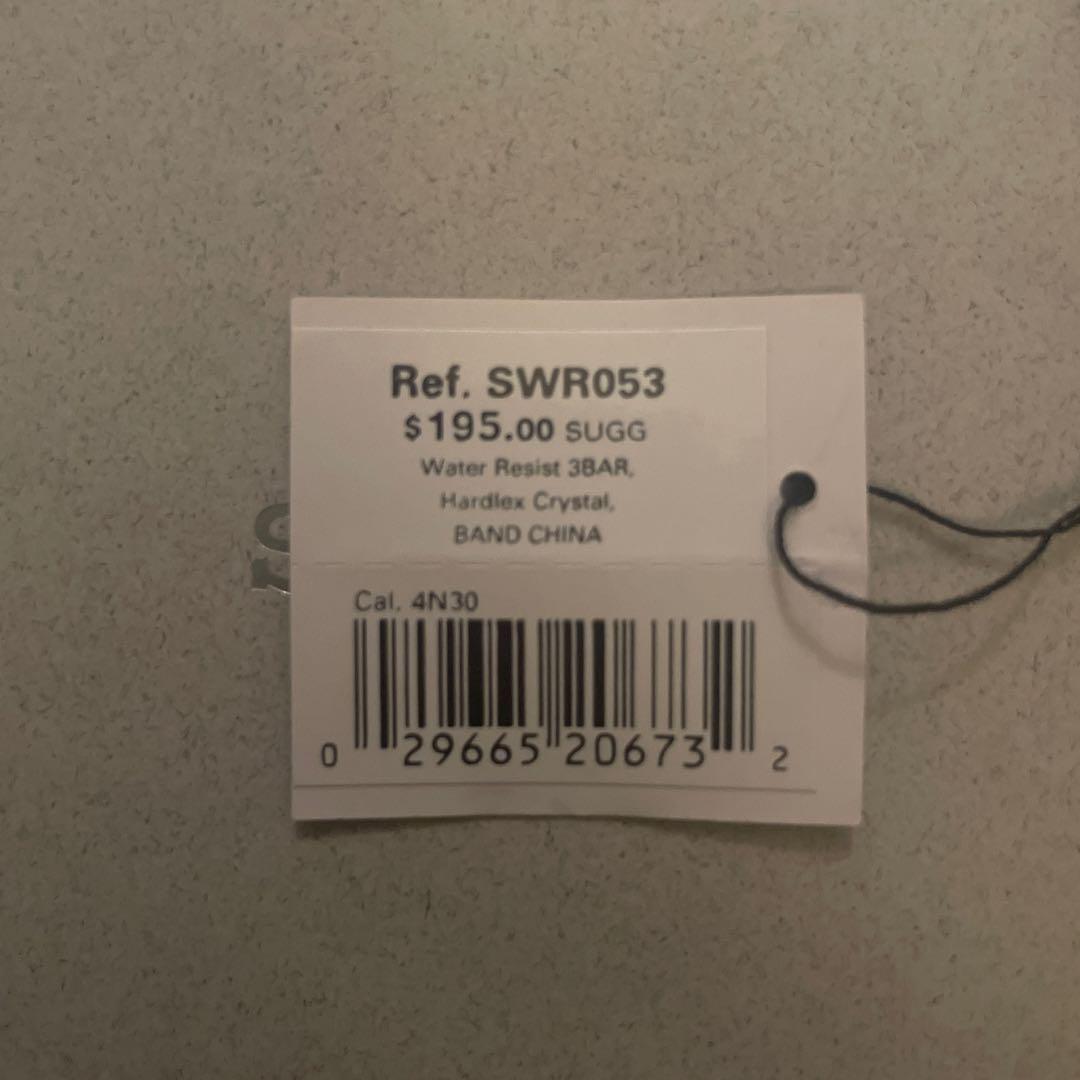 Ref. SWR053
$195.00 SUGG
Water Resist 3BAR,
Hardlex Crystal,
BAND CHINA
Cal. 4N30
0 29665 20673 2